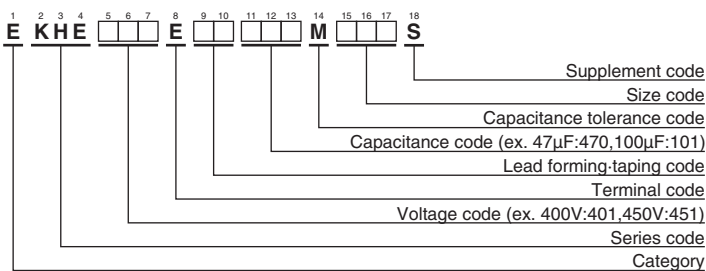 1 2 3 4 5 6 7 8 9 10 11 12 13 14 15 16 17 18
E KHE □□□ E □□ □□□ M □□□ S
Supplement code
Size code
Capacitance tolerance code
Capacitance code (ex. 47μF:470,100μF:101)
Lead forming·taping code
Terminal code
Voltage code (ex. 400V:401,450V:451)
Series code
Category